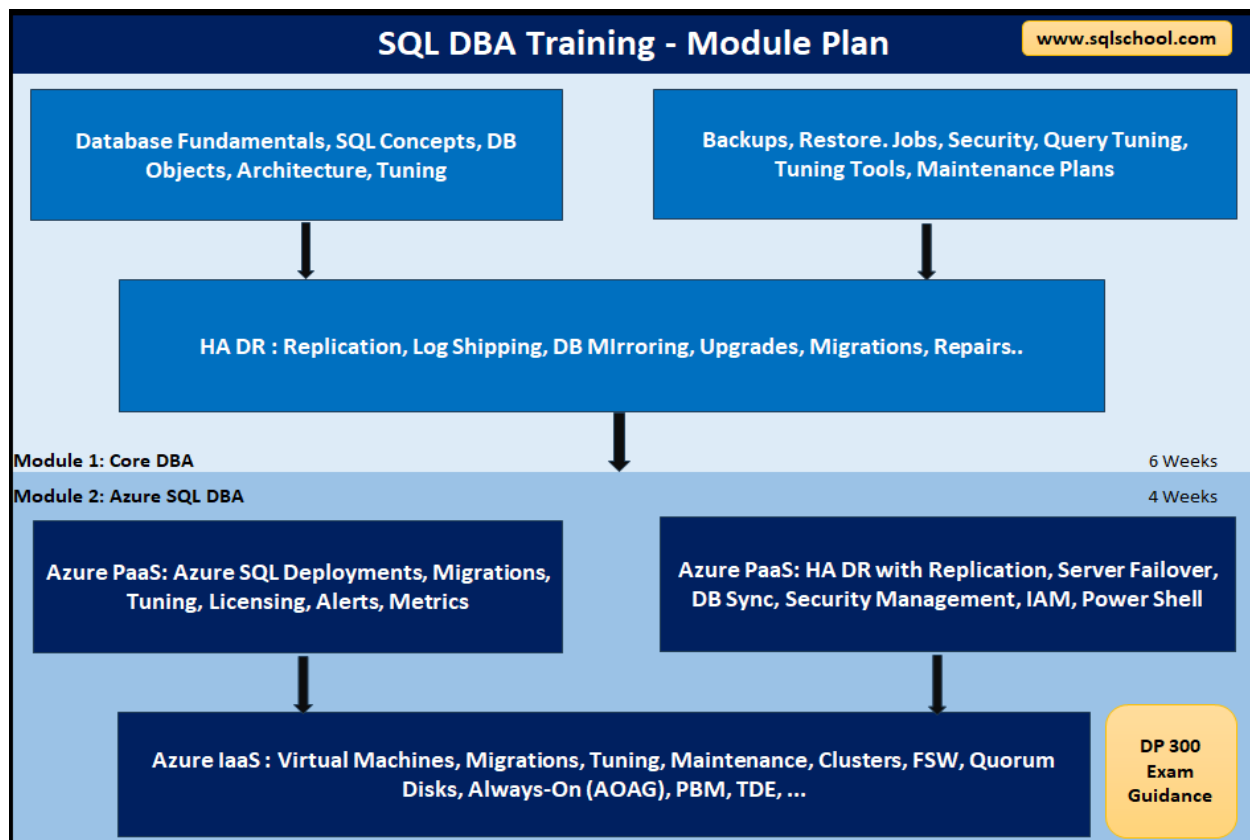 SQL DBA Training - Module Plan
www.sqlschool.com
Database Fundamentals, SQL Concepts, DB
Objects, Architecture, Tuning
Backups, Restore. Jobs, Security, Query Tuning,
Tuning Tools, Maintenance Plans
HA DR : Replication, Log Shipping, DB MIrroring, Upgrades, Migrations, Repairs..
Module 1: Core DBA
6 Weeks
Module 2: Azure SQL DBA
4 Weeks
Azure PaaS: Azure SQL Deployments, Migrations,
Tuning, Licensing, Alerts, Metrics
Azure PaaS: HA DR with Replication, Server Failover,
DB Sync, Security Management, IAM, Power Shell
Azure IaaS : Virtual Machines, Migrations, Tuning, Maintenance, Clusters, FSW, Quorum
Disks, Always-On (AOAG), PBM, TDE, ...
DP 300
Exam
Guidance